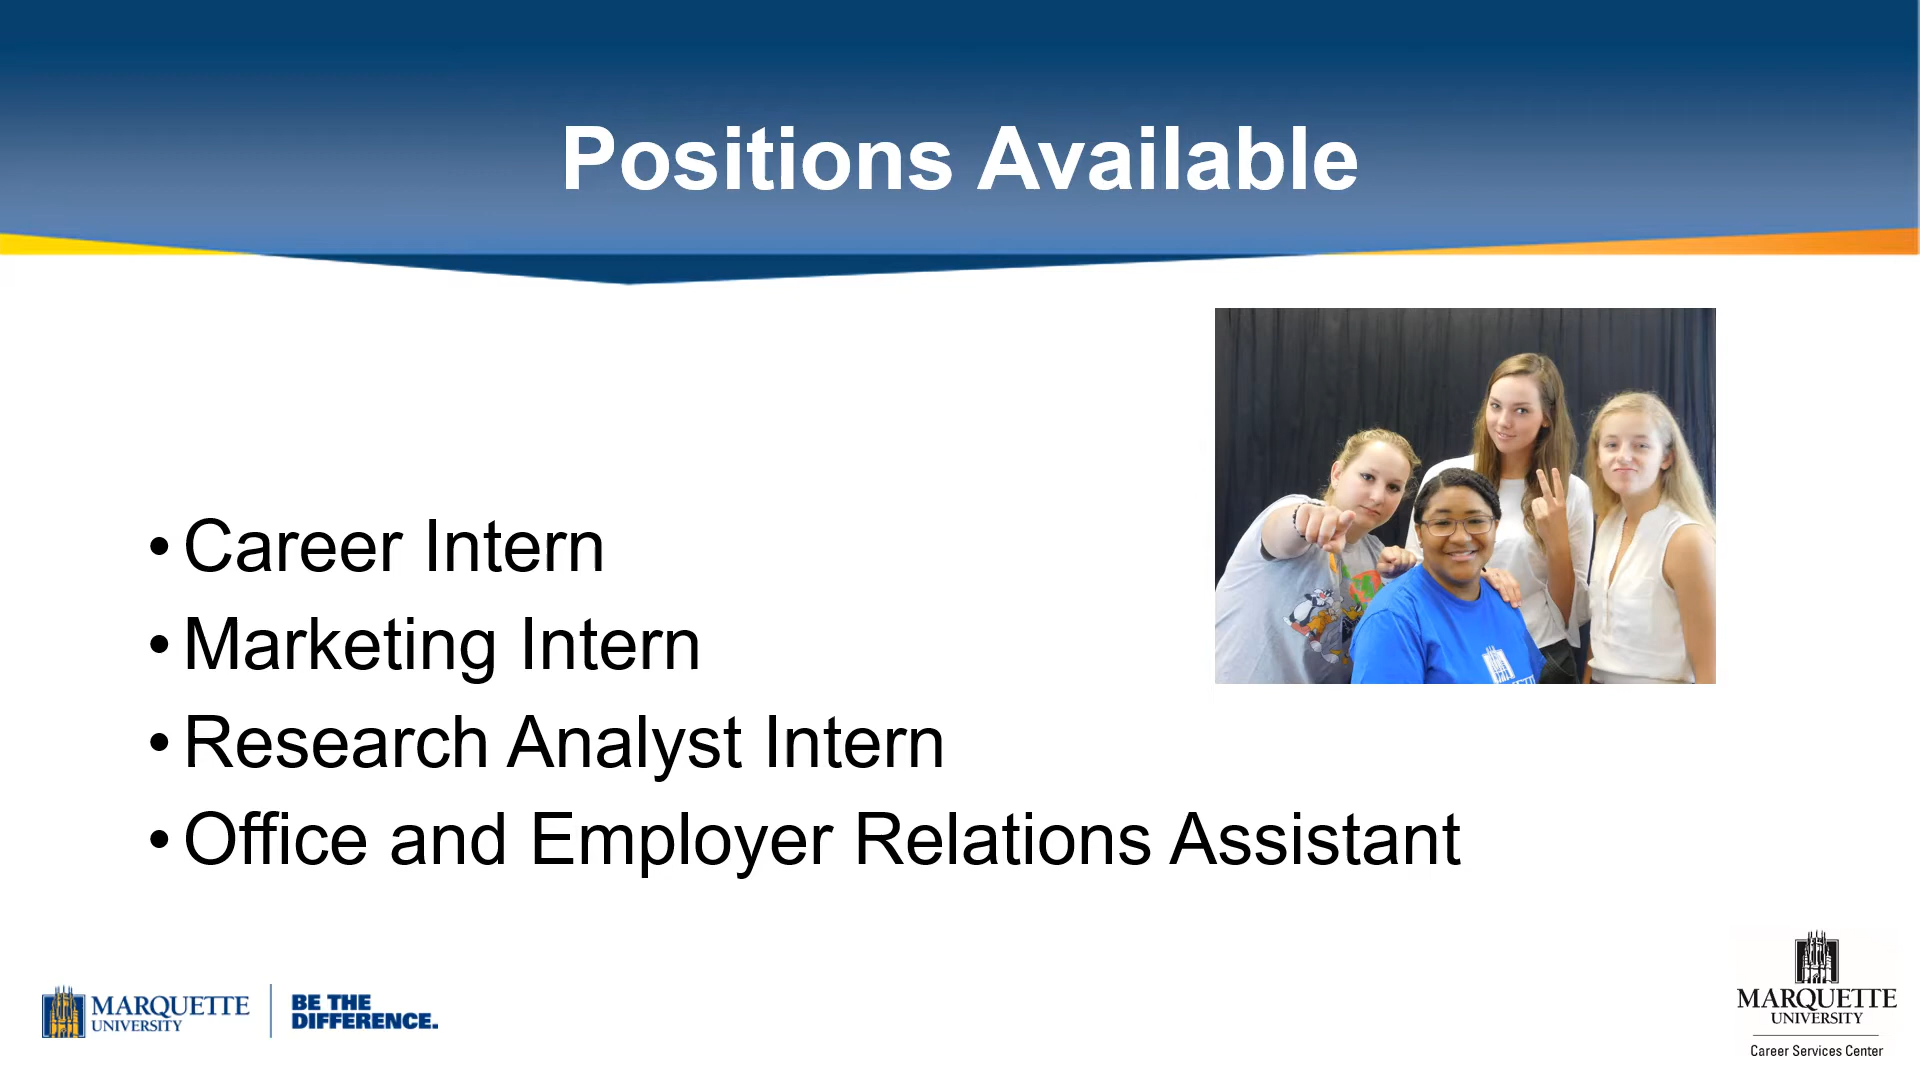 Positions Available
• Career Intern
• Marketing Intern
• Research Analyst Intern
• Office and Employer Relations Assistant
MARQUETTE
UNIVERSITY
BE THE
DIFFERENCE.
MARQUETTE
UNIVERSITY
Career Services Center